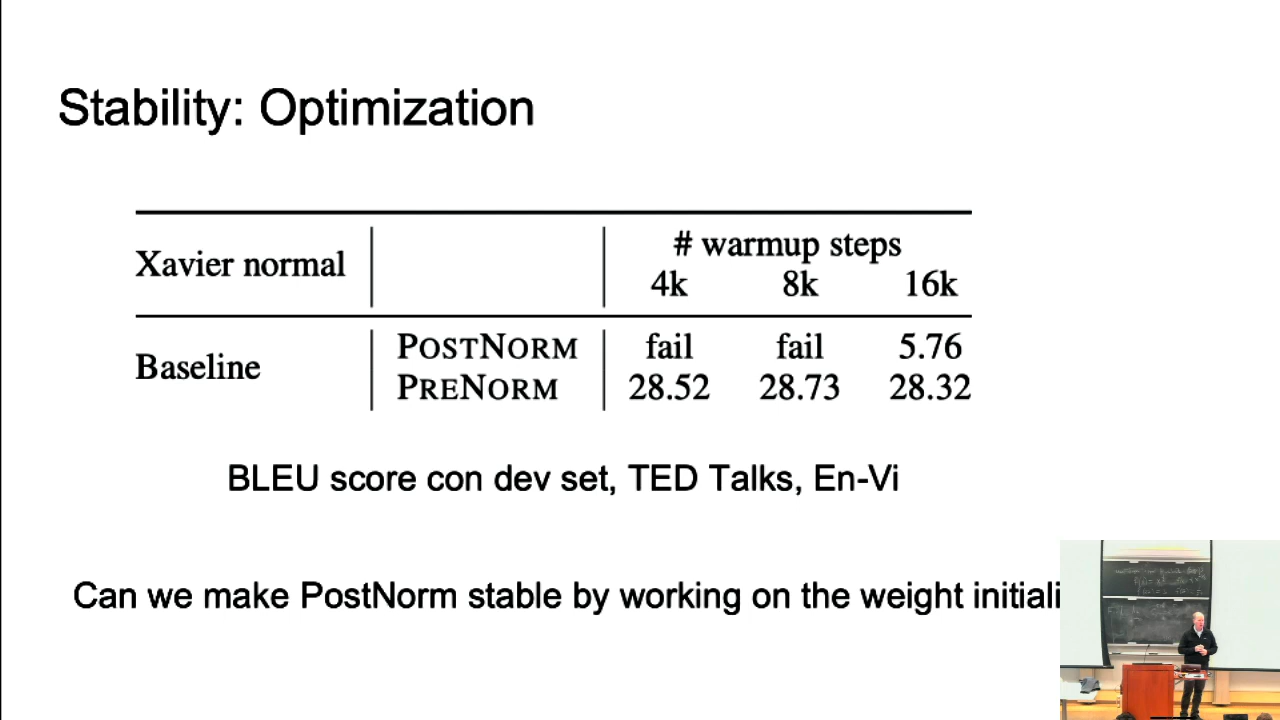 Stability: Optimization
Xavier normal
# warmup steps
4k 8k 16k
Baseline
POSTNORM fail fail 5.76
PRENORM 28.52 28.73 28.32
BLEU score con dev set, TED Talks, En-Vi
Can we make PostNorm stable by working on the weight initiali